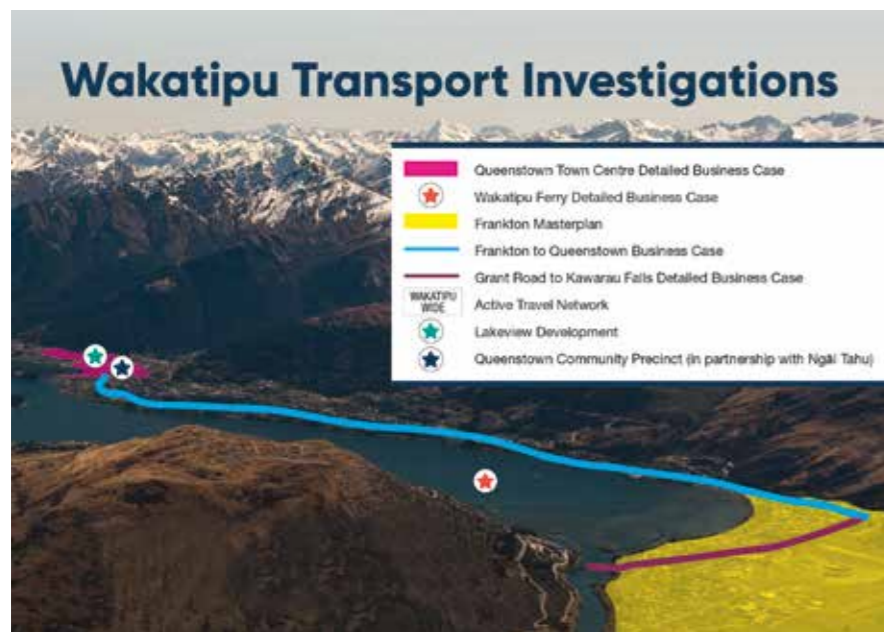 Wakatipu Transport Investigations
Queenstown Town Centre Detailed Business Case
Wakatipu Ferry Detailed Business Case
Frankton Masterplan
Frankton to Queenstown Business Case
Grant Road to Kawarau Falls Detailed Business Case
WAKATIPU
WIDE
Active Travel Network
Lakeview Development
Queenstown Community Precinct (in partnership with Ngāi Tahu)